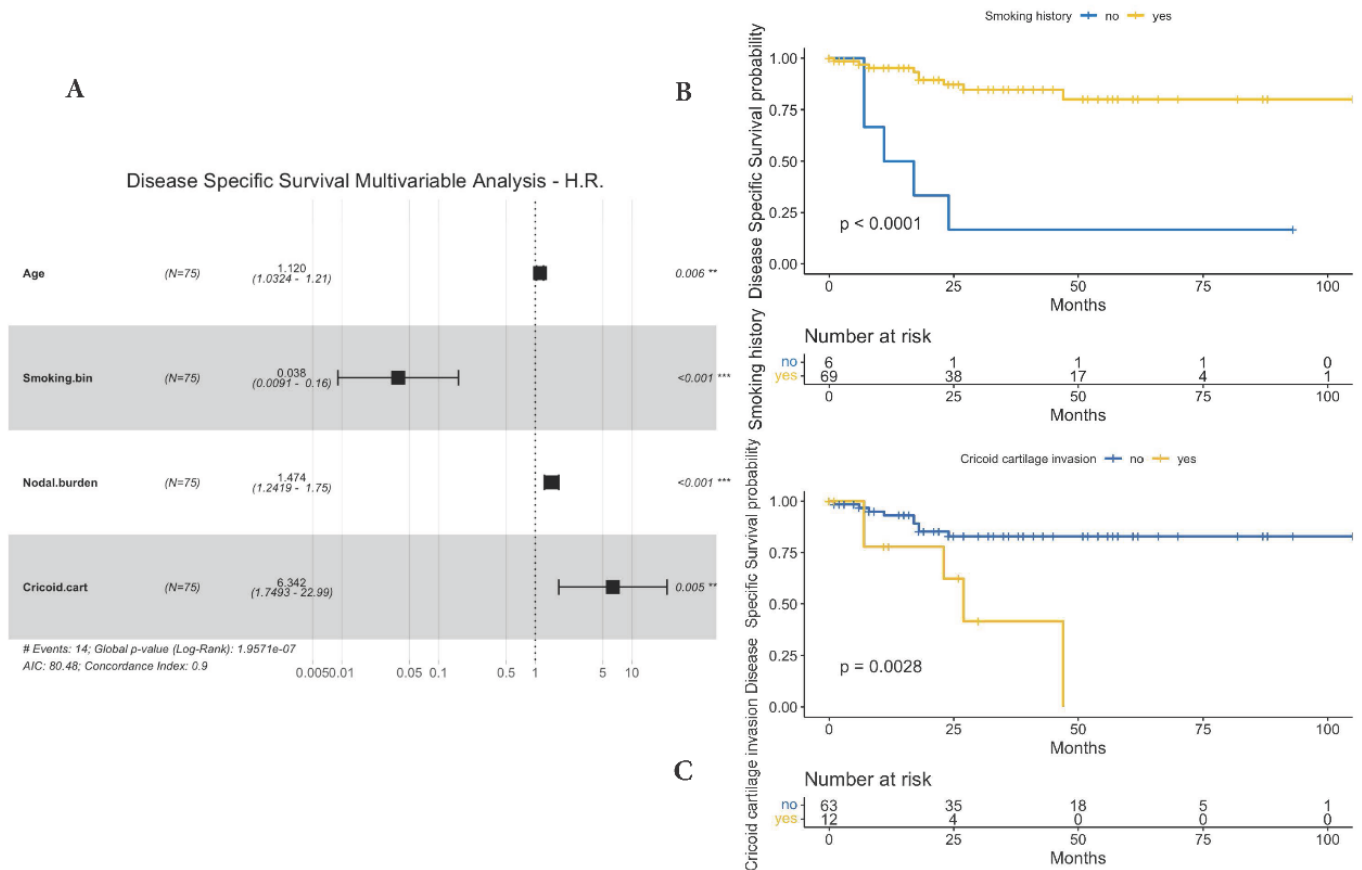 A
Disease Specific Survival Multivariable Analysis - H.R.
Age (N=75) 1.120 (1.0324 - 1.21) 0.006 **
Smoking.bin (N=75) 0.038 (0.0091 - 0.16) <0.001 ***
Nodal.burden (N=75) 1.474 (1.2419 - 1.75) <0.001 ***
Cricoid.cart (N=75) 6.342 (1.7493 - 22.99) 0.005 **
# Events: 14; Global p-value (Log-Rank): 1.9571e-07
AIC: 80.48; Concordance Index: 0.9
0.005 0.01 0.05 0.1 0.5 1 5 10
B
Smoking history no yes
Disease Specific Survival probability
1.00
0.75
0.50
0.25
0.00
p < 0.0001
0 25 50 75 100
Months
Smoking history
Number at risk
no 6 1 1 1 0
yes 69 38 17 4 1
0 25 50 75 100
Months
C
Cricoid cartilage invasion no yes
Disease Specific Survival probability
1.00
0.75
0.50
0.25
0.00
p = 0.0028
0 25 50 75 100
Months
Cricoid cartilage invasion
Number at risk
no 63 35 18 5 1
yes 12 4 0 0 0
0 25 50 75 100
Months